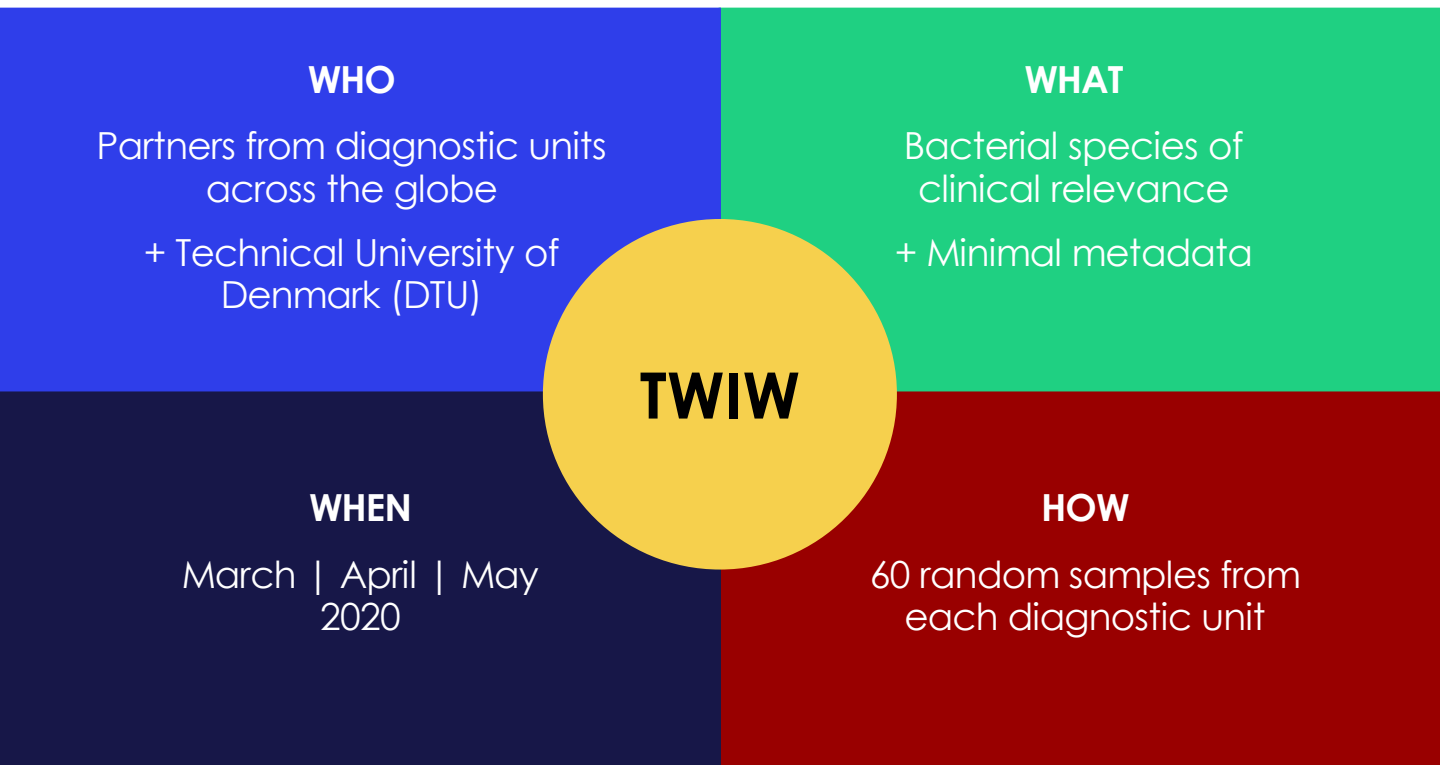 WHO
Partners from diagnostic units
across the globe
+ Technical University of
Denmark (DTU)
WHAT
Bacterial species of
clinical relevance
+ Minimal metadata
TWIW
WHEN
March | April | May
2020
HOW
60 random samples from
each diagnostic unit